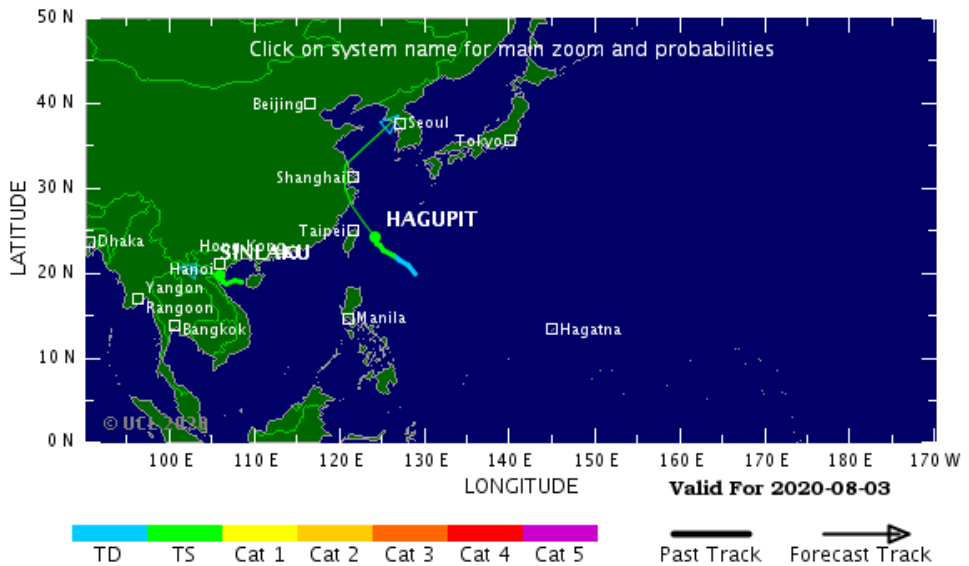 50 N
Click on system name for main zoom and probabilities
40 N
Beijing
Seoul
Tokyo
30 N
Shanghai
HAGUPIT
Taipei
Dhaka
Hong Kong
SINLAKU
Hanoi
20 N
Yangon
Rangoon
Manila
Hagatna
Bangkok
10 N
© UCL 2020
0 N
LATITUDE
100 E 110 E 120 E 130 E 140 E 150 E 160 E 170 E 180 E 170 W
LONGITUDE
Valid For 2020-08-03
TD TS Cat 1 Cat 2 Cat 3 Cat 4 Cat 5
Past Track Forecast Track